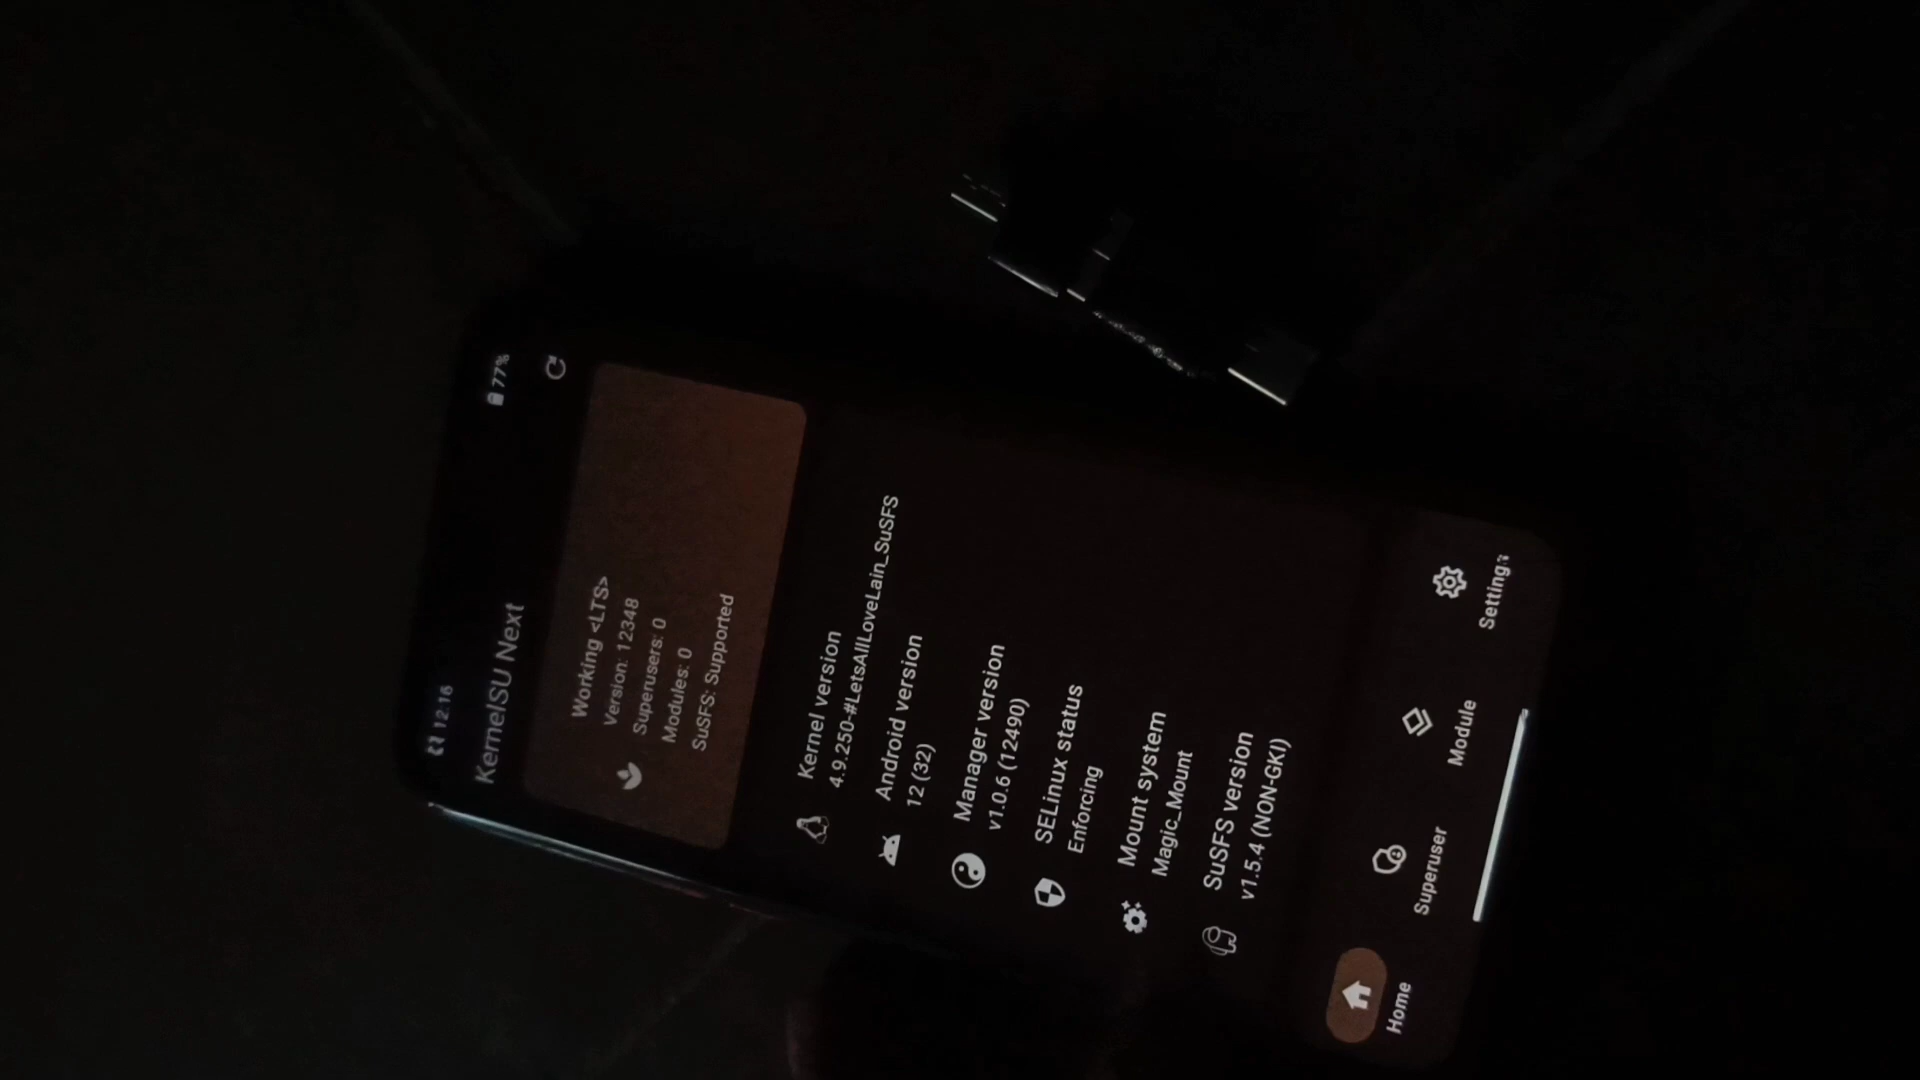 12.16
77%
KernelSU Next
Working <LTS>
Version: 12348
Superusers: 0
Modules: 0
SuSFS: Supported
Kernel version
4.9.250-#LetsAllLoveLain_SuSFS
Android version
12 (32)
Manager version
v1.0.6 (12490)
SELinux status
Enforcing
Mount system
Magic_Mount
SuSFS version
v1.5.4 (NON-GKI)
Home
Superuser
Module
Settings